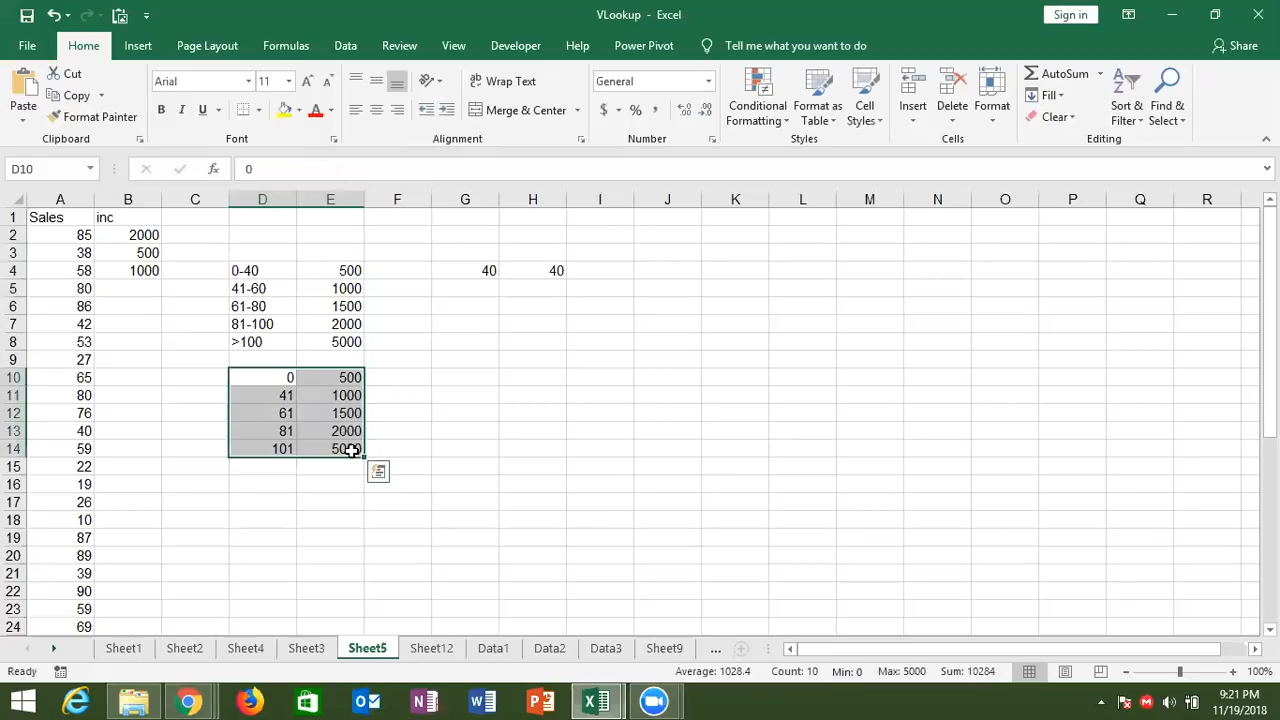 VLookup - Excel
Sign in
File Home Insert Page Layout Formulas Data Review View Developer Help Power Pivot Tell me what you want to do Share
Paste Cut Copy Format Painter Clipboard
Arial 11 Font
Wrap Text Merge & Center Alignment
General Number
Conditional Formatting Format as Table Cell Styles Styles
Insert Delete Format Cells
AutoSum Fill Clear Sort & Filter Find & Select Editing
D10 fx 0
A B C D E F G H I J K L M N O P Q R
1 Sales inc
2 85 2000
3 38 500
4 58 1000 0-40 500 40 40
5 80 41-60 1000
6 86 61-80 1500
7 42 81-100 2000
8 53 >100 5000
9 27
10 65 0 500
11 80 41 1000
12 76 61 1500
13 40 81 2000
14 59 101 5000
15 22
16 19
17 26
18 10
19 87
20 89
21 39
22 90
23 59
24 69
Sheet1 Sheet2 Sheet4 Sheet3 Sheet5 Sheet12 Data1 Data2 Data3 Sheet9 ...
Ready Average: 1028.4 Count: 10 Min: 0 Max: 5000 Sum: 10284 100%
9:21 PM
11/19/2018